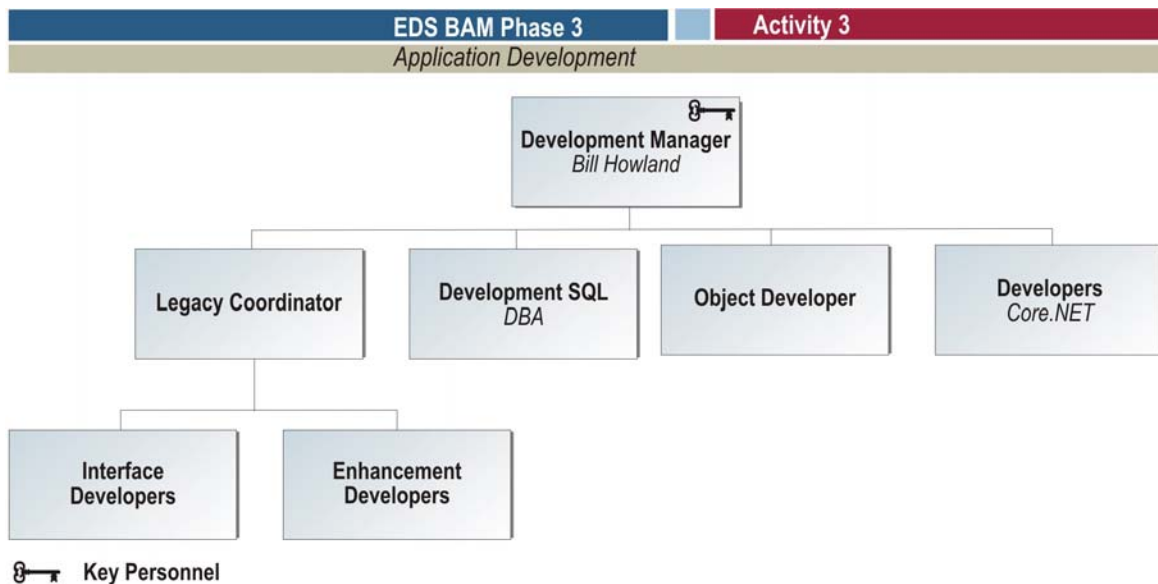 EDS BAM Phase 3
Activity 3
Application Development
Development Manager
Bill Howland
Legacy Coordinator
Development SQL
DBA
Object Developer
Developers
Core.NET
Interface
Developers
Enhancement
Developers
Key Personnel